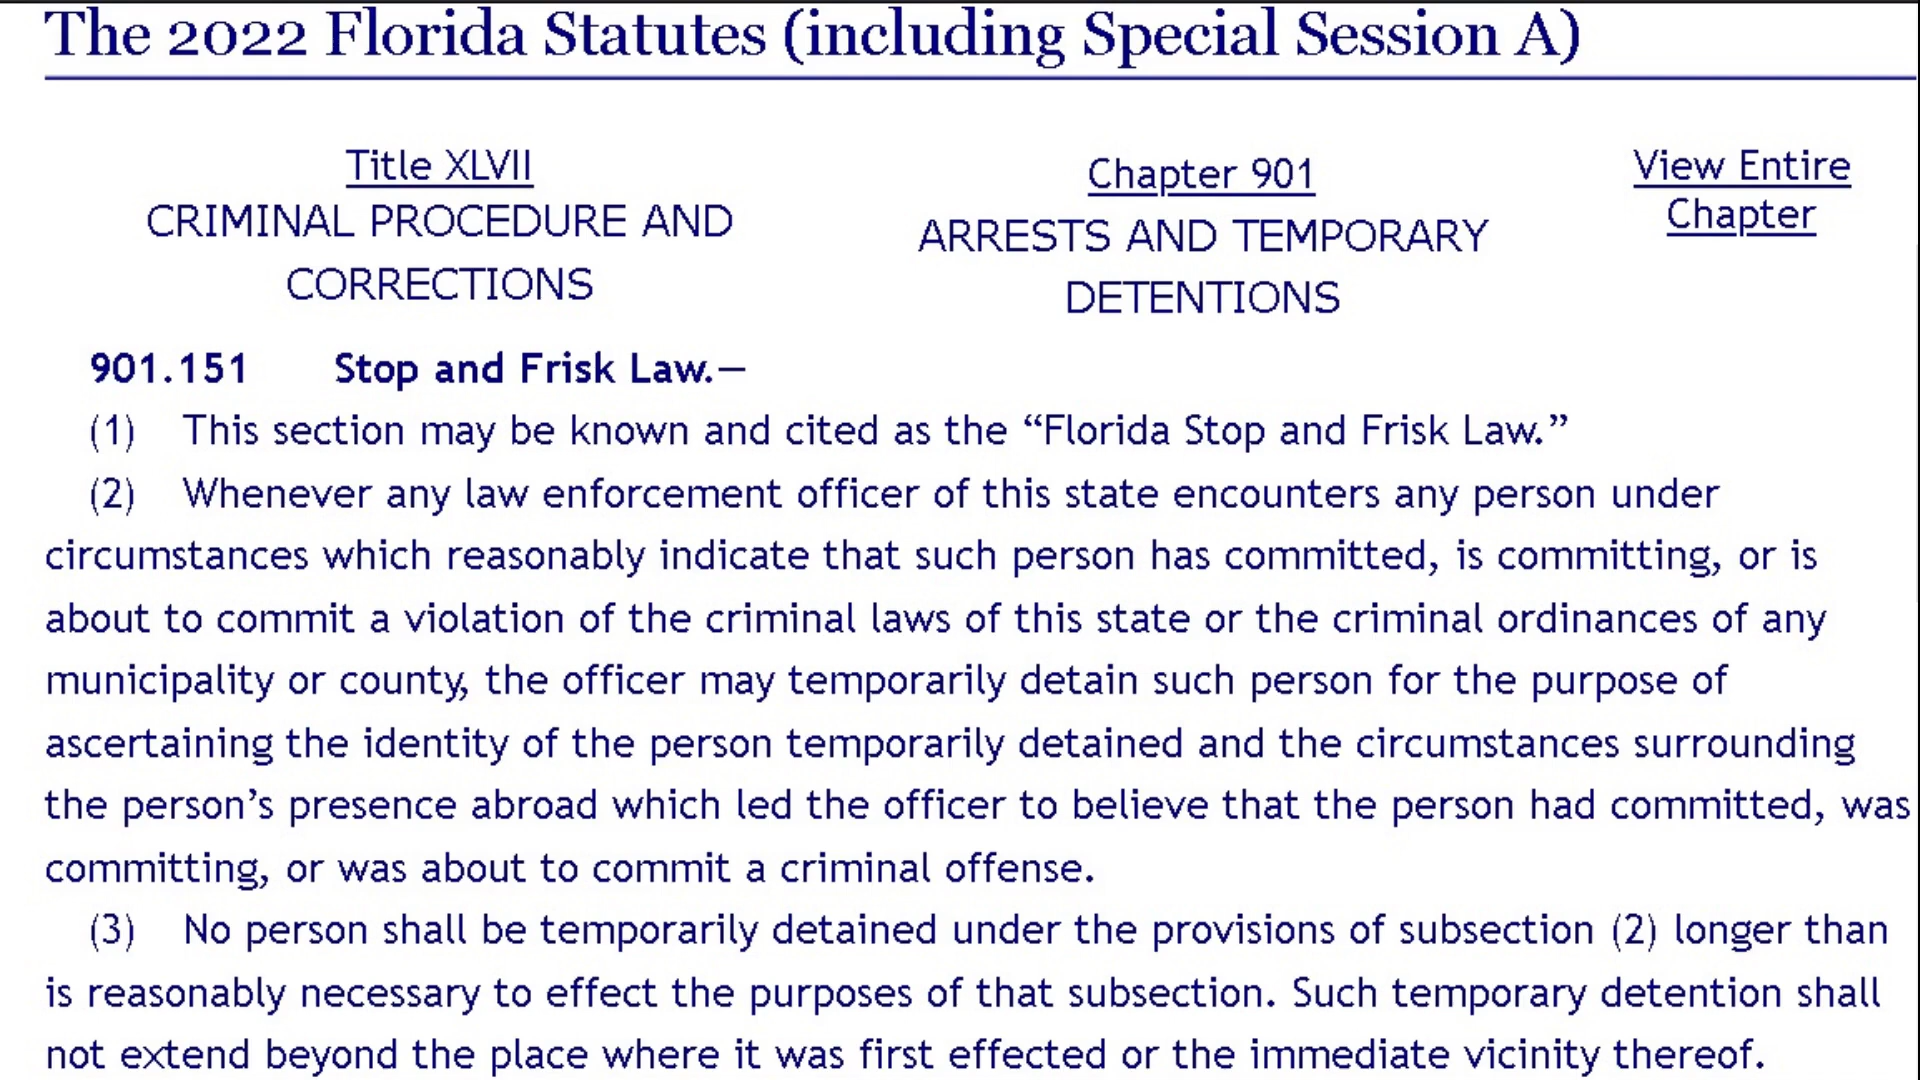 The 2022 Florida Statutes (including Special Session A)
Title XLVII
CRIMINAL PROCEDURE AND
CORRECTIONS
Chapter 901
ARRESTS AND TEMPORARY
DETENTIONS
View Entire
Chapter
901.151 Stop and Frisk Law.—
(1) This section may be known and cited as the “Florida Stop and Frisk Law.”
(2) Whenever any law enforcement officer of this state encounters any person under
circumstances which reasonably indicate that such person has committed, is committing, or is
about to commit a violation of the criminal laws of this state or the criminal ordinances of any
municipality or county, the officer may temporarily detain such person for the purpose of
ascertaining the identity of the person temporarily detained and the circumstances surrounding
the person’s presence abroad which led the officer to believe that the person had committed, was
committing, or was about to commit a criminal offense.
(3) No person shall be temporarily detained under the provisions of subsection (2) longer than
is reasonably necessary to effect the purposes of that subsection. Such temporary detention shall
not extend beyond the place where it was first effected or the immediate vicinity thereof.